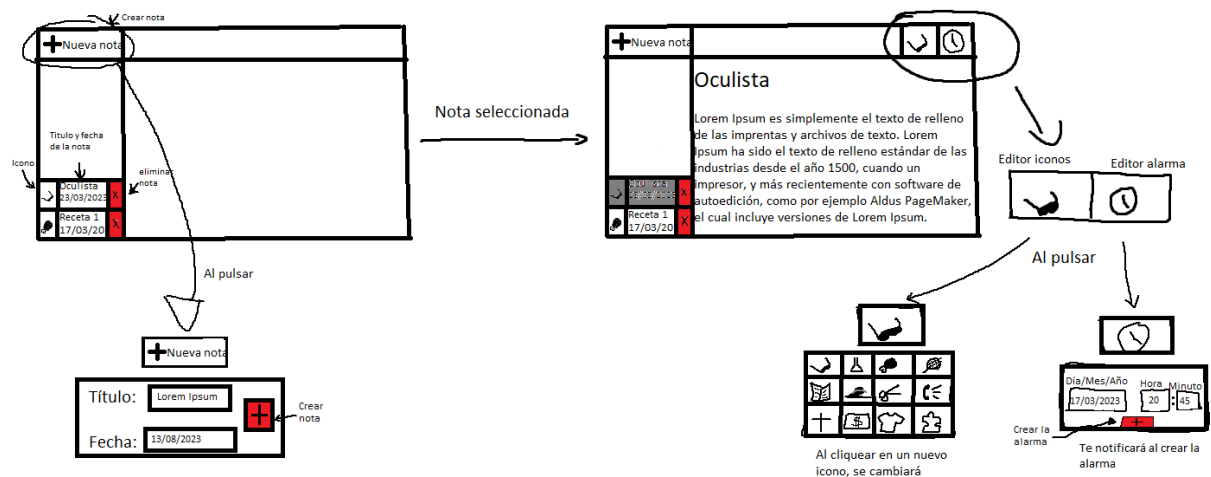 Crear nota
Nueva nota
Titulo y fecha
de la nota
Icono
eliminar
nota
Oculista
23/03/2023
X
Receta 1
17/03/20
X
Al pulsar
Nueva nota
Título:
Lorem Ipsum
Fecha:
13/08/2023
Crear
nota
Nota seleccionada
Nueva nota
Oculista
Lorem Ipsum es simplemente el texto de relleno
de las imprentas y archivos de texto. Lorem
Ipsum ha sido el texto de relleno estándar de las
industrias desde el año 1500, cuando un
impresor, y más recientemente con software de
autoedición, como por ejemplo Aldus PageMaker,
el cual incluye versiones de Lorem Ipsum.
X
Receta 1
17/03/20
X
Editor iconos
Editor alarma
Al pulsar
$
Al cliquear en un nuevo
icono, se cambiará
Día/Mes/Año
Hora
Minuto
17/03/2023
20
:
45
Crear la
alarma
Te notificará al crear la
alarma